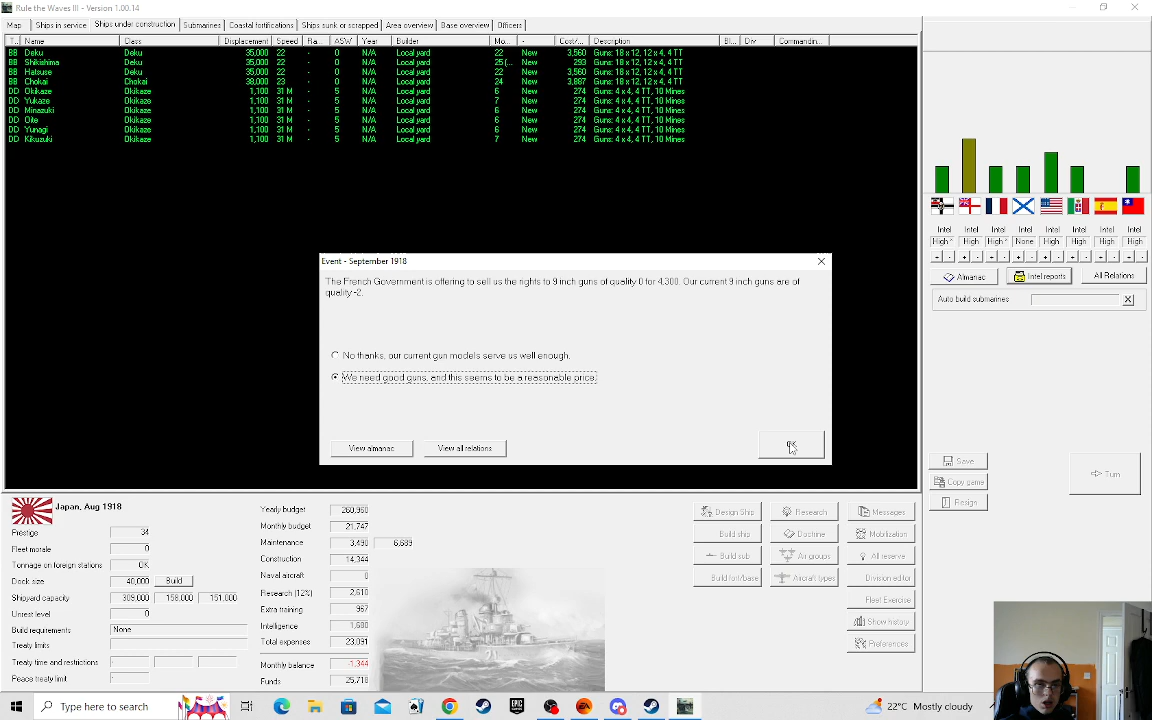 Rule the Waves III - Version 1.00.14
Map Ships in service Ships under construction Submarines Coastal fortifications Ships sunk or scrapped Area overview Base overview Officers
T... Name Class Displacement Speed Ra... ASW Year Builder Mo... - Cost/... Description Bl... Div Commandin...
BB Deku Deku 35,000 22 - 0 N/A Local yard 22 New 3,560 Guns: 18 x 12, 12 x 4, 4 TT
BB Shikishima Deku 35,000 22 - 0 N/A Local yard 25 (... New 293 Guns: 18 x 12, 12 x 4, 4 TT
BB Hatsuse Deku 35,000 22 - 0 N/A Local yard 22 New 3,560 Guns: 18 x 12, 12 x 4, 4 TT
BB Chokai Chokai 38,000 23 - 0 N/A Local yard 24 New 3,887 Guns: 18 x 12, 12 x 4, 4 TT
DD Okikaze Okikaze 1,100 31 M - 5 N/A Local yard 6 New 274 Guns: 4 x 4, 4 TT, 10 Mines
DD Yukaze Okikaze 1,100 31 M - 5 N/A Local yard 7 New 274 Guns: 4 x 4, 4 TT, 10 Mines
DD Minazuki Okikaze 1,100 31 M - 5 N/A Local yard 6 New 274 Guns: 4 x 4, 4 TT, 10 Mines
DD Oite Okikaze 1,100 31 M - 5 N/A Local yard 6 New 274 Guns: 4 x 4, 4 TT, 10 Mines
DD Yunagi Okikaze 1,100 31 M - 5 N/A Local yard 6 New 274 Guns: 4 x 4, 4 TT, 10 Mines
DD Kikuzuki Okikaze 1,100 31 M - 5 N/A Local yard 7 New 274 Guns: 4 x 4, 4 TT, 10 Mines
Intel Intel Intel Intel Intel Intel Intel Intel
High ^ High High ^ None High High High High
+ - + - + - + - + - + - + - + -
Almanac Intel reports All Relations
Auto build submarines X
Event - September 1918
The French Government is offering to sell us the rights to 9 inch guns of quality 0 for 4,300. Our current 9 inch guns are of
quality -2.
No thanks, our current gun models serve us well enough.
We need good guns, and this seems to be a reasonable price.
View almanac View all relations OK
Save
Copy game
Resign
Turn
Japan, Aug 1918
Prestige 34
Fleet morale 0
Tonnage on foreign stations OK
Dock size 40,000 Build
Shipyard capacity 309,000 158,000 151,000
Unrest level 0
Build requirements None
Treaty limits
Treaty time and restrictions - - -
Peace treaty limit -
Yearly budget 260,960
Monthly budget 21,747
Maintenance 3,490 6,689
Construction 14,344
Naval aircraft 0
Research (12%) 2,610
Extra training 967
Intelligence 1,680
Total expenses 23,091
Monthly balance -1,344
Funds 25,710
Design Ship Research Messages
Build ship Doctrine Mobilization
Build sub Air groups All reserve
Build fort/base Aircraft types Division editor
Fleet Exercise
Show history
Preferences
Type here to search
22°C Mostly cloudy